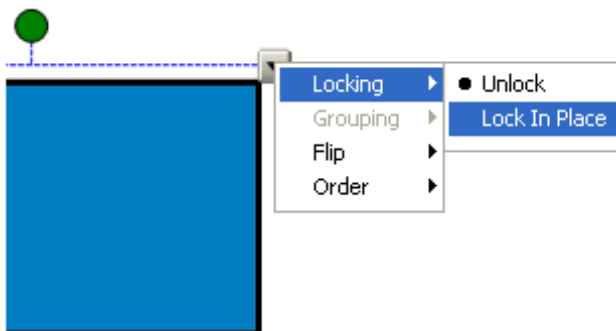 Locking
Grouping
Flip
Order
Unlock
Lock In Place